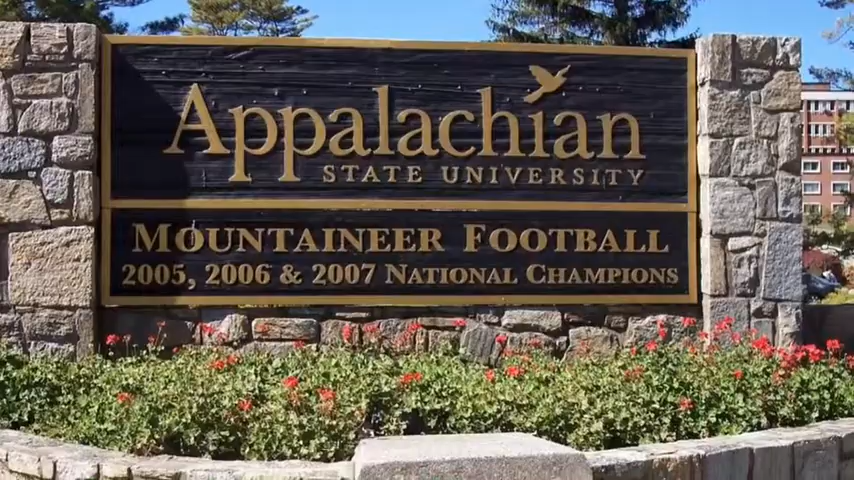 Appalachian
STATE UNIVERSITY
MOUNTAINEER FOOTBALL
2005, 2006 & 2007 NATIONAL CHAMPIONS